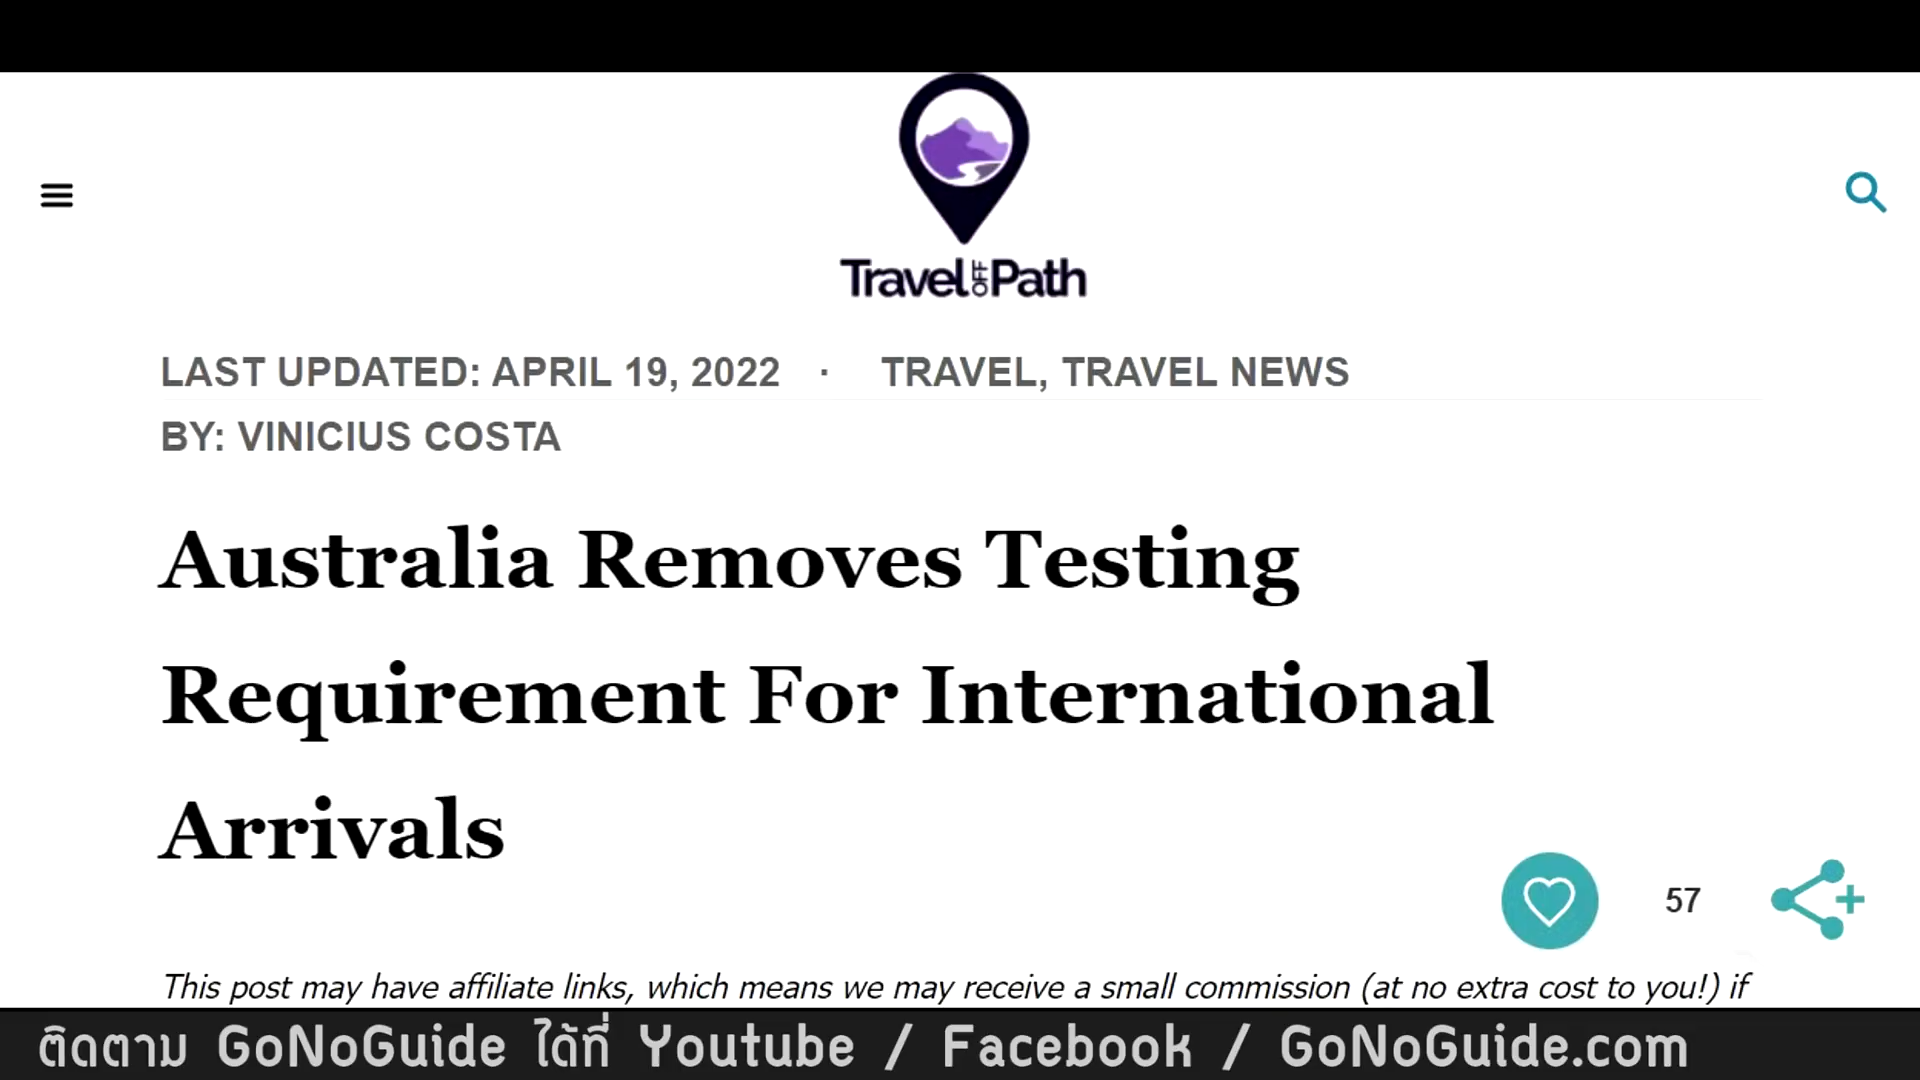 Travel OFF Path
LAST UPDATED: APRIL 19, 2022 · TRAVEL, TRAVEL NEWS
BY: VINICIUS COSTA
Australia Removes Testing
Requirement For International
Arrivals
57
This post may have affiliate links, which means we may receive a small commission (at no extra cost to you!) if
ติดตาม GoNoGuide ได้ที่ Youtube / Facebook / GoNoGuide.com